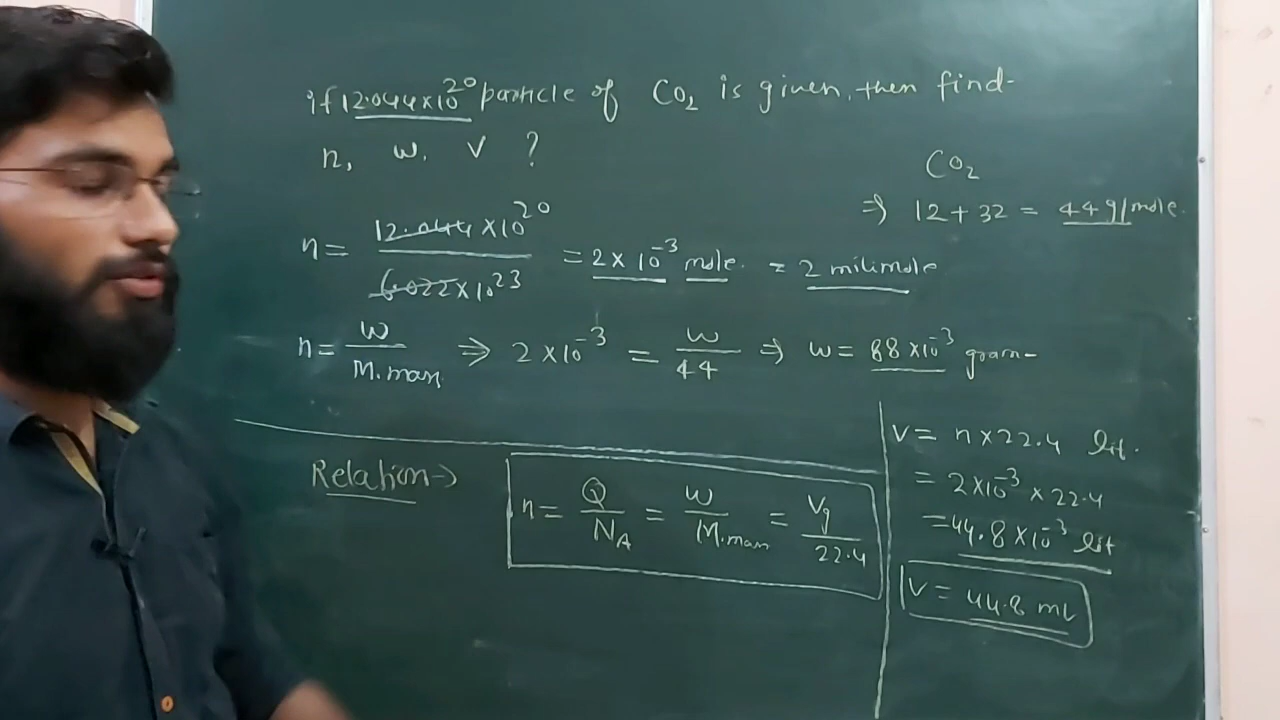 if 12.044×10²⁰ particle of CO₂ is given, then find-
n, w, v ?
CO₂
⇒ 12+32 = 44g/mole.
n = 12.044×10²⁰ / 6.022×10²³ = 2×10⁻³ mole. = 2 milimole
n = w / M.mass ⇒ 2×10⁻³ = w / 44 ⇒ w = 88×10⁻³ gram-
Relation→
n = Q / N_A = w / M.mass = Vg / 22.4
v = n×22.4 lit.
= 2×10⁻³×22.4
= 44.8×10⁻³ lit
V = 44.8 ml